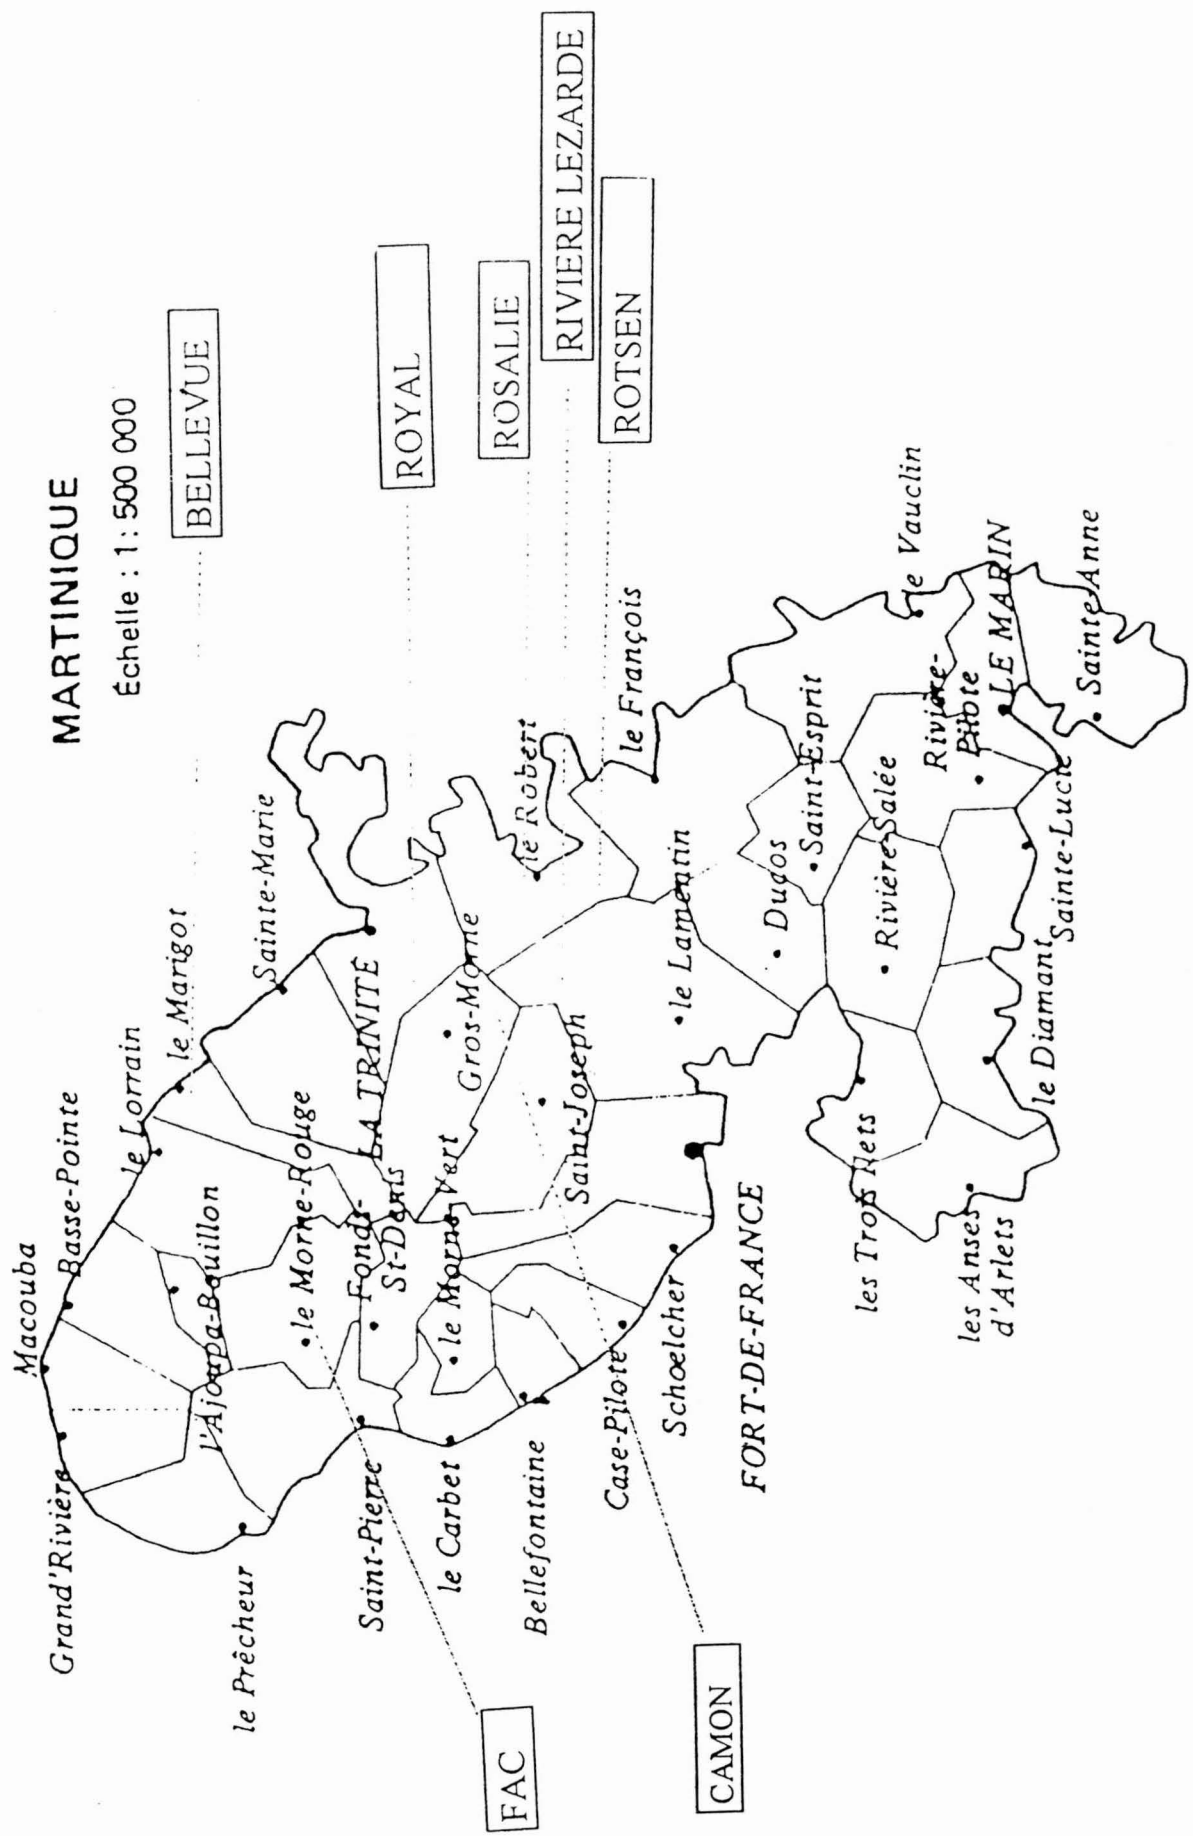 MARTINIQUE
Échelle : 1 : 500 000
BELLEVUE
ROYAL
ROSALIE
RIVIERE LEZARDE
ROTSEN
Macouba
Basse-Pointe
le Lorrain
le Marigot
Sainte-Marie
Grand'Rivière
l'Ajoupa-Bouillon
le Morne-Rouge
LA TRINITÉ
le Prêcheur
Fonds-
St-Denis
Gros-Morne
le Robert
Saint-Pierre
le Morne-Vert
le Carbet
Saint-Joseph
le François
Bellefontaine
le Lamentin
Case-Pilote
Schœlcher
FORT-DE-FRANCE
Ducos
Saint-Esprit
le Vauclin
les Trois Ilets
Rivière-Salée
Rivière-
Pilote
LE MARIN
les Anses
d'Arlets
le Diamant
Sainte-Lucie
Sainte-Anne
FAC
CAMON